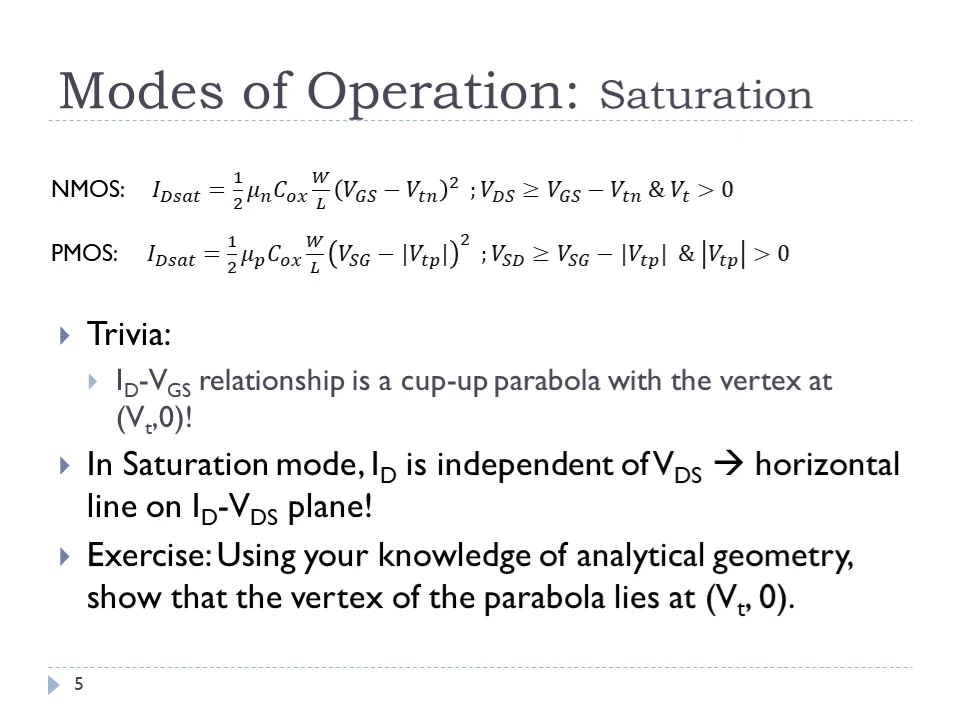 Modes of Operation: Saturation
NMOS: $I_{Dsat} = \frac{1}{2}\mu_n C_{ox}\frac{W}{L}(V_{GS} - V_{tn})^2$ ; $V_{DS} \geq V_{GS} - V_{tn}$ & $V_t > 0$
PMOS: $I_{Dsat} = \frac{1}{2}\mu_p C_{ox}\frac{W}{L}(V_{SG} - |V_{tp}|)^2$ ; $V_{SD} \geq V_{SG} - |V_{tp}|$ & $|V_{tp}| > 0$
Trivia:
I_D-V_GS relationship is a cup-up parabola with the vertex at
(V_t,0)!
In Saturation mode, I_D is independent of V_DS → horizontal
line on I_D-V_DS plane!
Exercise: Using your knowledge of analytical geometry,
show that the vertex of the parabola lies at (V_t, 0).
5